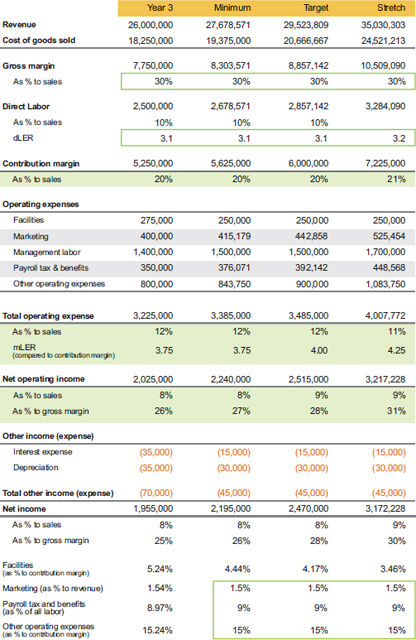 Year 3 Minimum Target Stretch
Revenue 26,000,000 27,678,571 29,523,809 35,030,303
Cost of goods sold 18,250,000 19,375,000 20,666,667 24,521,213
Gross margin 7,750,000 8,303,571 8,857,142 10,509,090
As % to sales 30% 30% 30% 30%
Direct Labor 2,500,000 2,678,571 2,857,142 3,284,090
As % to sales 10% 10% 10%
dLER 3.1 3.1 3.1 3.2
Contribution margin 5,250,000 5,625,000 6,000,000 7,225,000
As % to sales 20% 20% 20% 21%
Operating expenses
Facilities 275,000 250,000 250,000 250,000
Marketing 400,000 415,179 442,858 525,454
Management labor 1,400,000 1,500,000 1,500,000 1,700,000
Payroll tax & benefits 350,000 376,071 392,142 448,568
Other operating expenses 800,000 843,750 900,000 1,083,750
Total operating expense 3,225,000 3,385,000 3,485,000 4,007,772
As % to sales 12% 12% 12% 11%
mLER 3.75 3.75 4.00 4.25
(compared to contribution margin)
Net operating income 2,025,000 2,240,000 2,515,000 3,217,228
As % to sales 8% 8% 9% 9%
As % to gross margin 26% 27% 28% 31%
Other income (expense)
Interest expense (35,000) (15,000) (15,000) (15,000)
Depreciation (35,000) (30,000) (30,000) (30,000)
Total other income (expense) (70,000) (45,000) (45,000) (45,000)
Net income 1,955,000 2,195,000 2,470,000 3,172,228
As % to sales 8% 8% 8% 9%
As % to gross margin 25% 26% 28% 30%
Facilities 5.24% 4.44% 4.17% 3.46%
(as % to contribution margin)
Marketing (as % to revenue) 1.54% 1.5% 1.5% 1.5%
Payroll tax and benefits 8.97% 9% 9% 9%
(as % of all labor)
Other operating expenses 15.24% 15% 15% 15%
(as % to contribution margin)